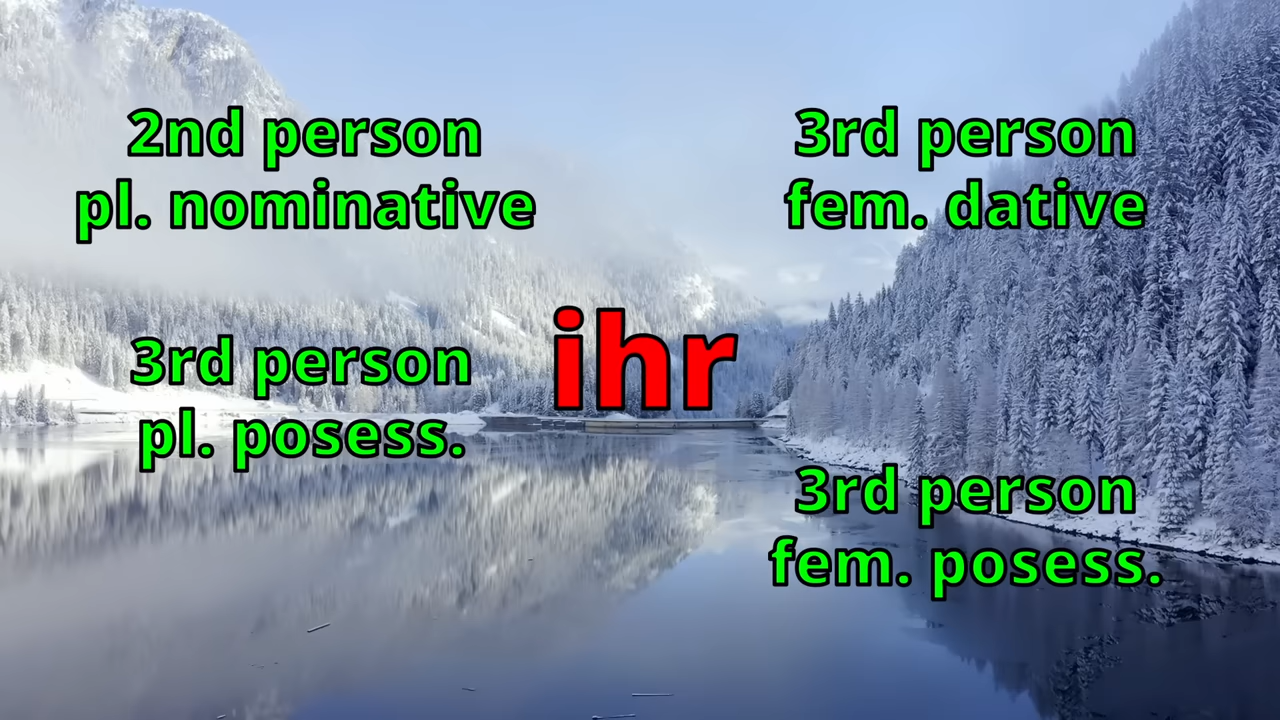 2nd person
pl. nominative
3rd person
fem. dative
ihr
3rd person
pl. posess.
3rd person
fem. posess.